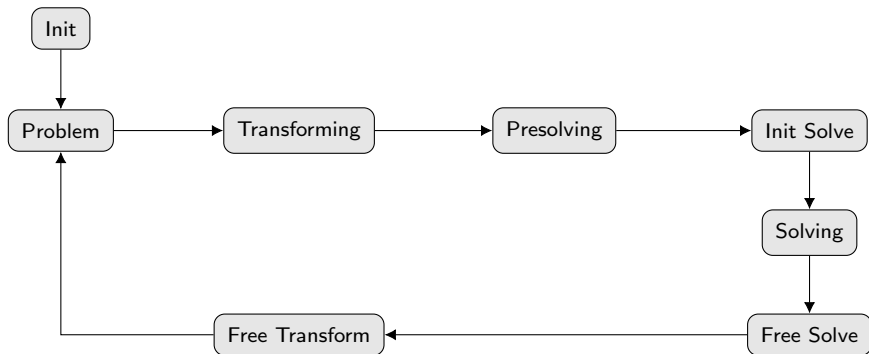 Init
Problem
Transforming
Presolving
Init Solve
Solving
Free Transform
Free Solve